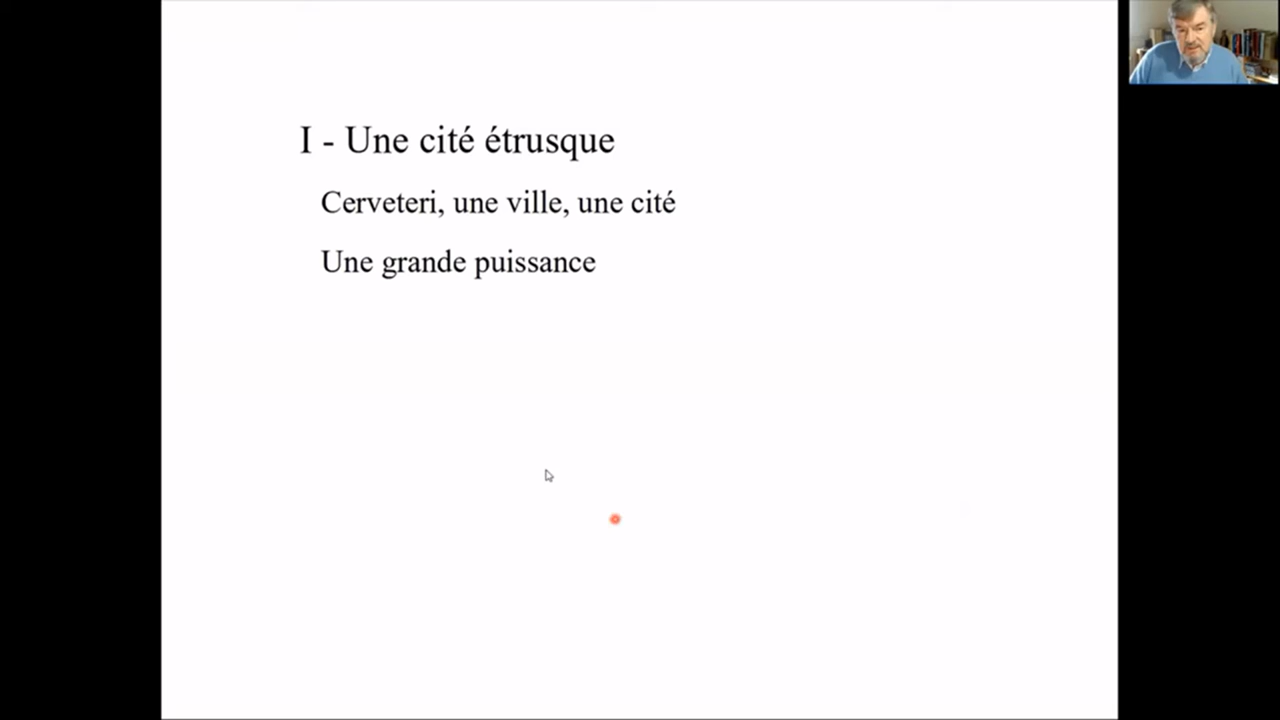 I - Une cité étrusque
Cerveteri, une ville, une cité
Une grande puissance